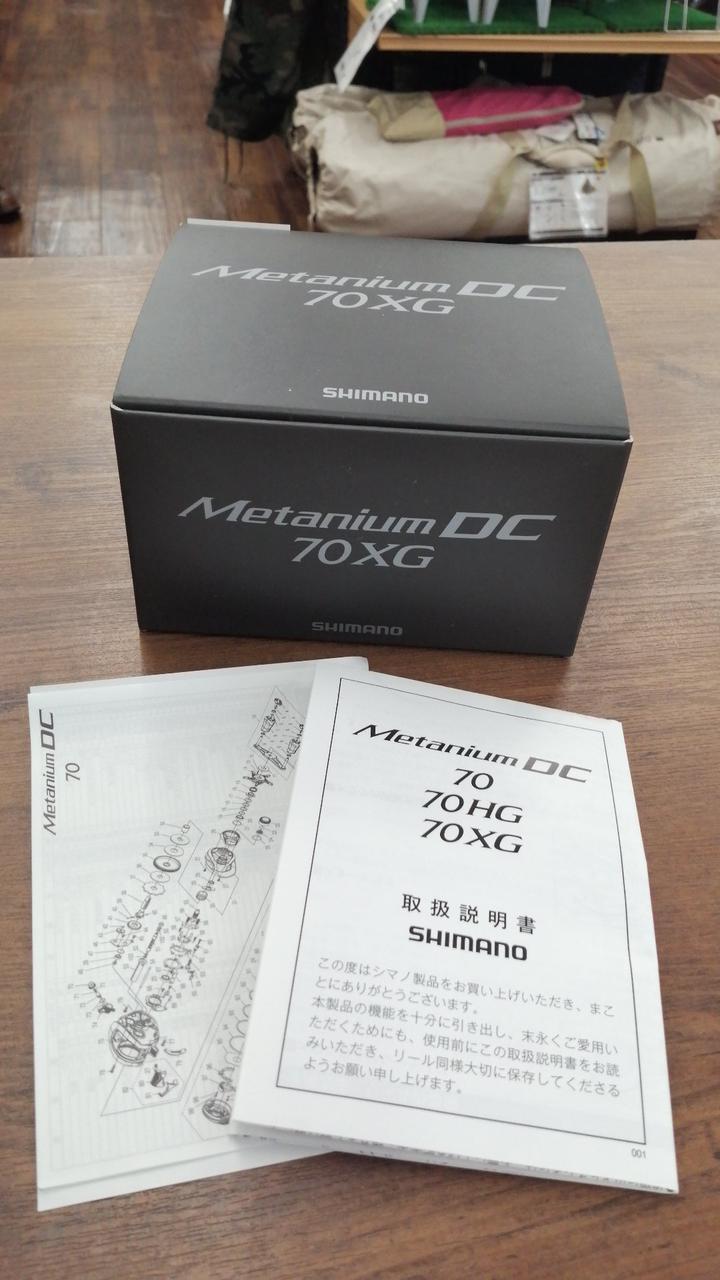 Metanium DC
70XG
SHIMANO
Metanium DC
70XG
SHIMANO
Metanium DC
70
Metanium DC
70
70HG
70XG
取扱説明書
SHIMANO
この度はシマノ製品をお買い上げいただき、まこ
とにありがとうございます。
本製品の機能を十分に引き出し、末永くご愛用い
ただくためにも、使用前にこの取扱説明書をお読
みいただき、リール同様大切に保存してくださる
ようお願い申し上げます。
001